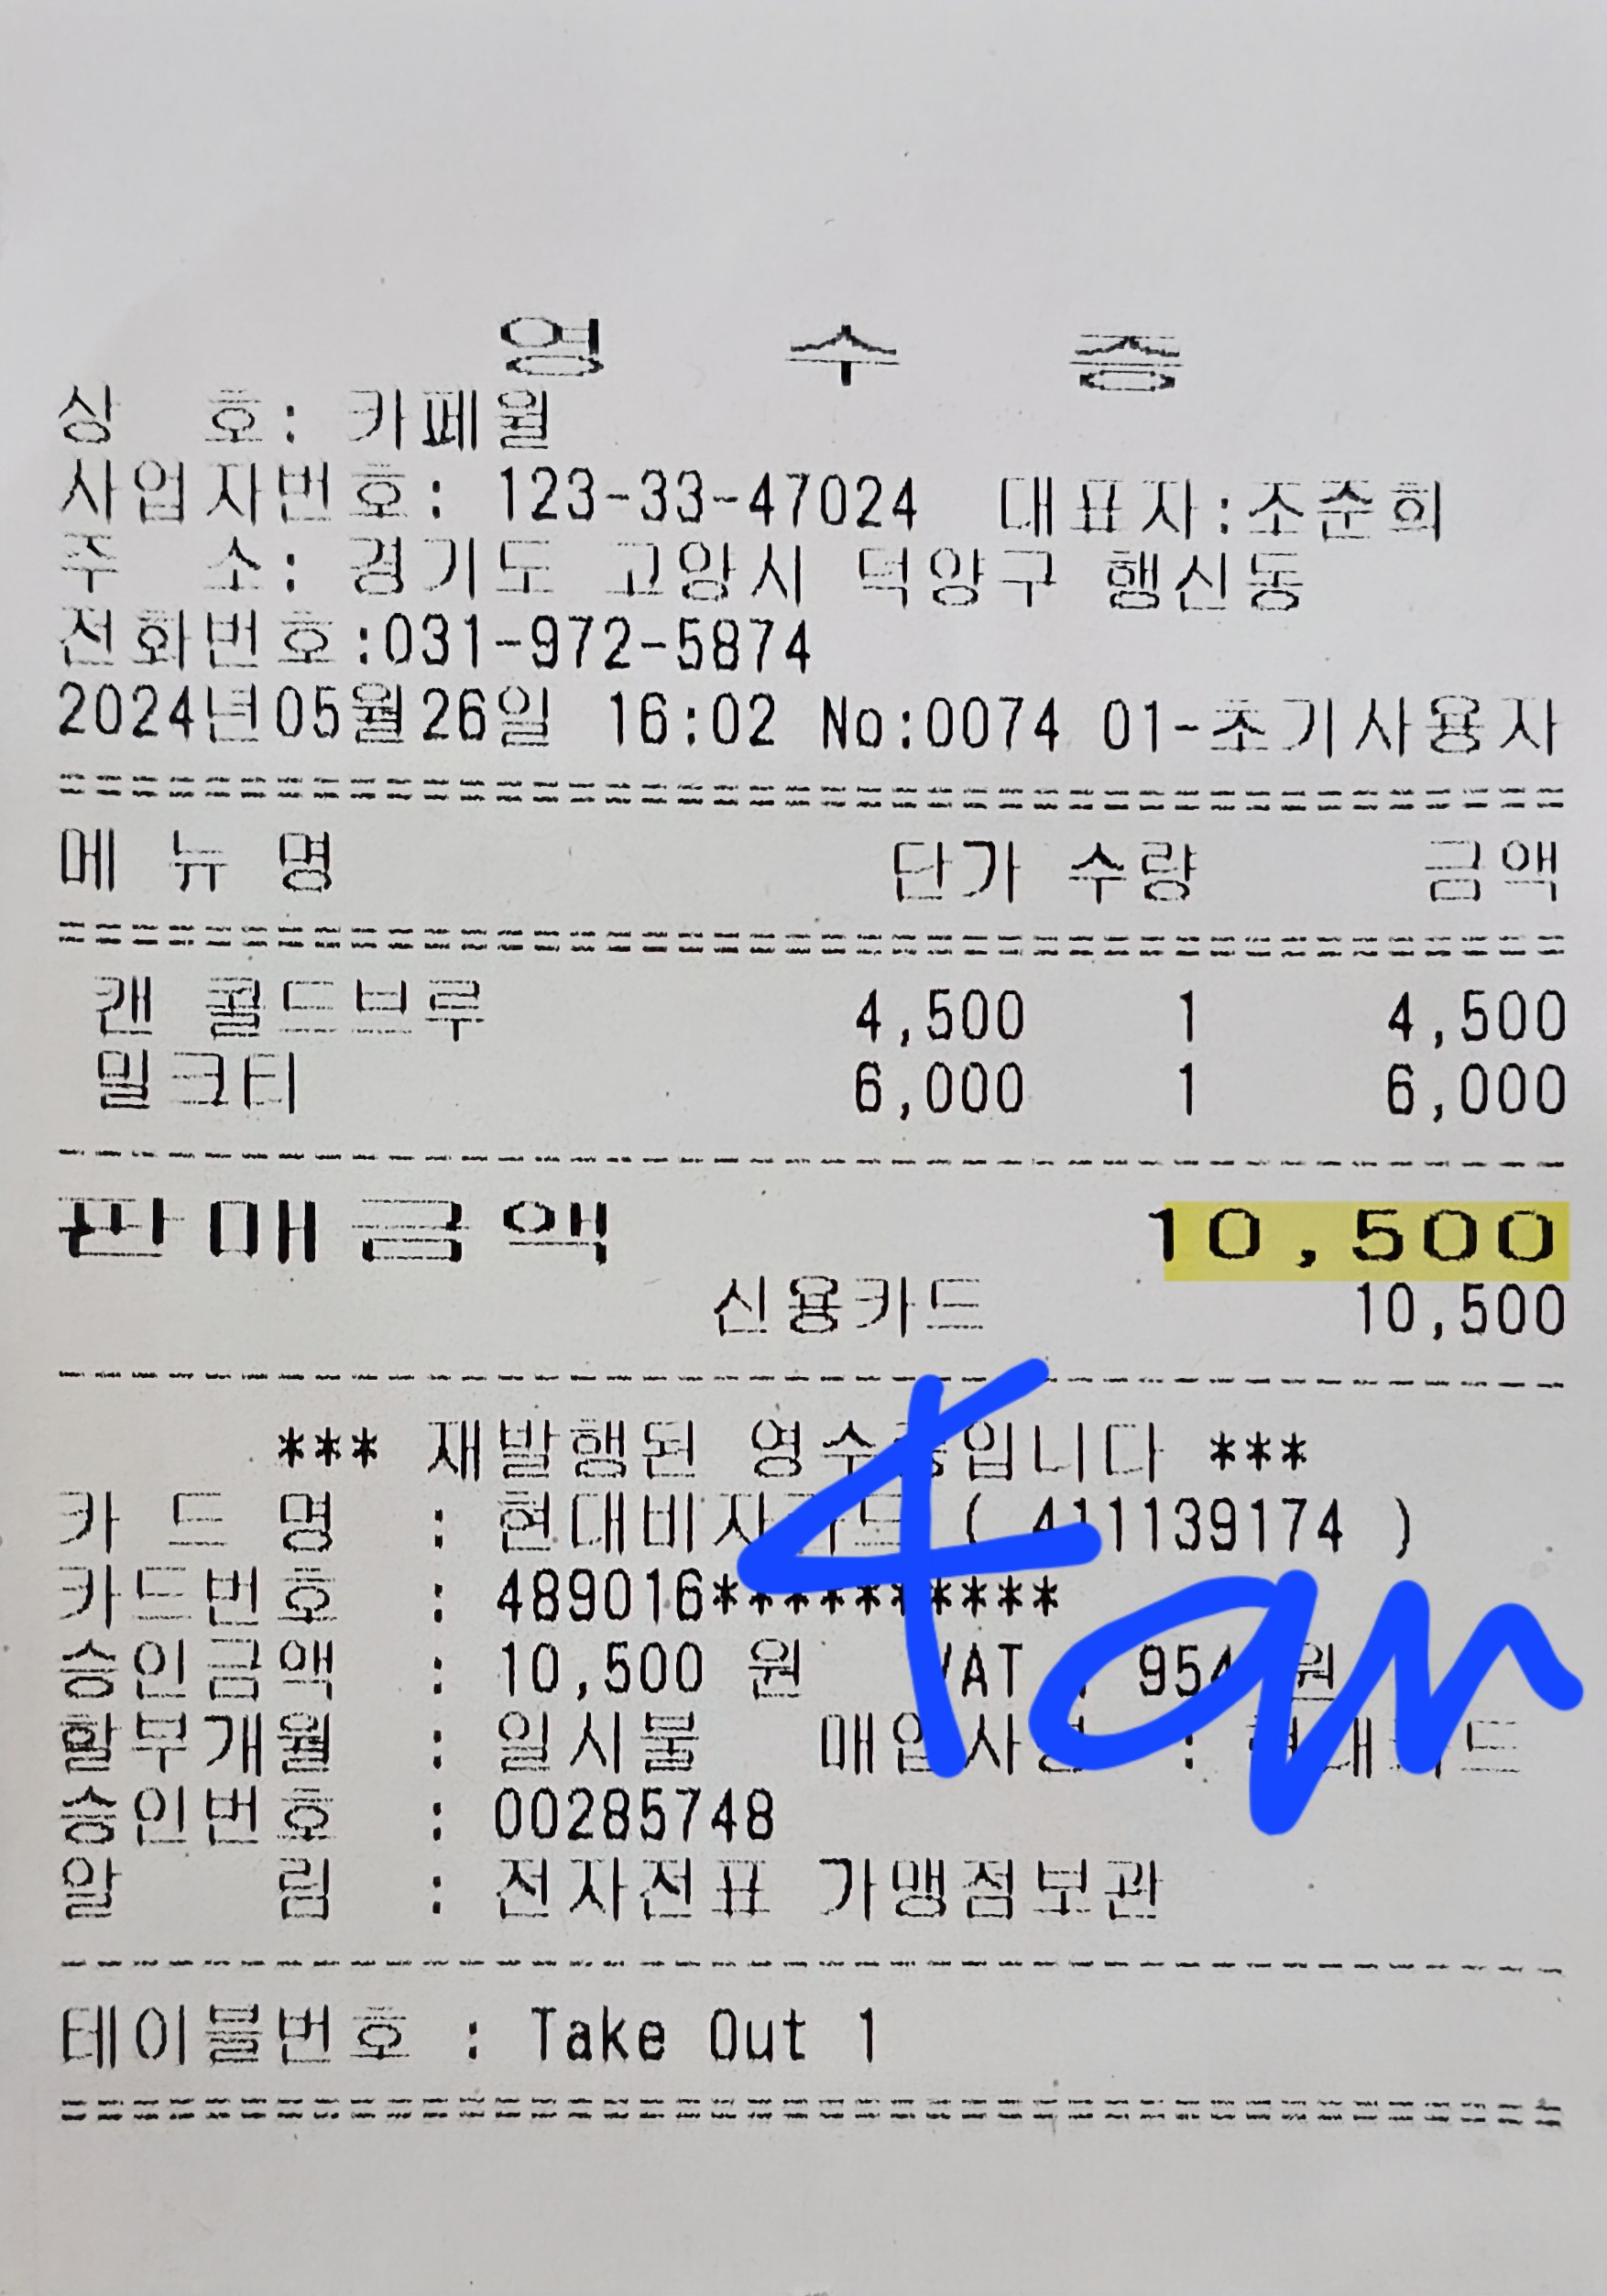 영 수 증
상 호: 카페월
사업자번호: 123-33-47024 대표자:조준희
주 소: 경기도 고양시 덕양구 행신동
전화번호:031-972-5874
2024년05월26일 16:02 No:0074 01-초기사용자
메 뉴 명 단가 수량 금액
캔 콜드브루 4,500 1 4,500
밀크티 6,000 1 6,000
판매금액 10,500
신용카드 10,500
*** 재발행된 영수증입니다 ***
카 드 명 : 현대비자카드 ( 411139174 )
카드번호 : 489016**********
승인금액 : 10,500 원 VAT : 954 원
할부개월 : 일시불 매입사명 : 현대카드
승인번호 : 00285748
알 림 : 전자전표 가맹점보관
테이블번호 : Take Out 1